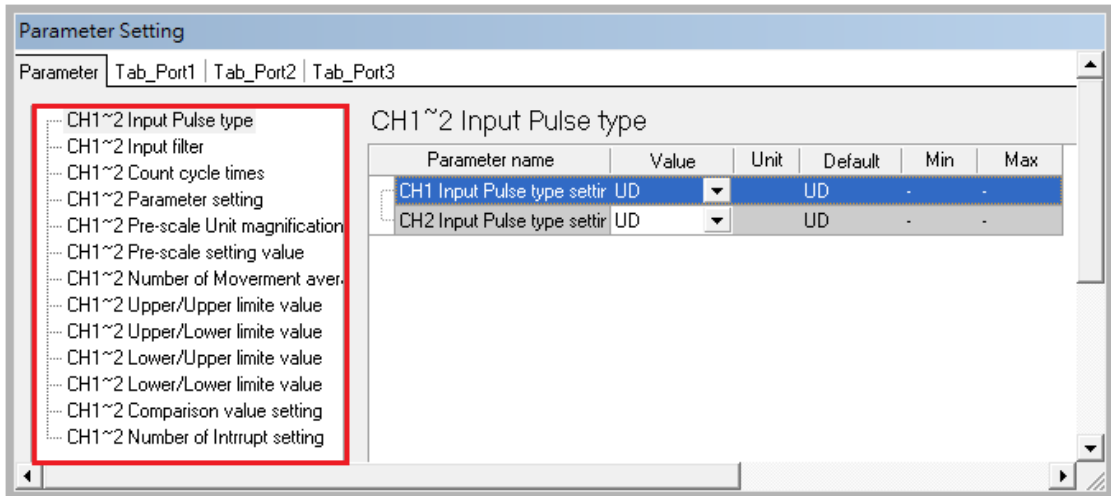 Parameter Setting
Parameter Tab_Port1 Tab_Port2 Tab_Port3
CH1~2 Input Pulse type
CH1~2 Input filter
CH1~2 Count cycle times
CH1~2 Parameter setting
CH1~2 Pre-scale Unit magnification
CH1~2 Pre-scale setting value
CH1~2 Number of Moverment aver
CH1~2 Upper/Upper limite value
CH1~2 Upper/Lower limite value
CH1~2 Lower/Upper limite value
CH1~2 Lower/Lower limite value
CH1~2 Comparison value setting
CH1~2 Number of Intrrupt setting
CH1~2 Input Pulse type
Parameter name Value Unit Default Min Max
CH1 Input Pulse type settir UD UD - -
CH2 Input Pulse type settir UD UD - -